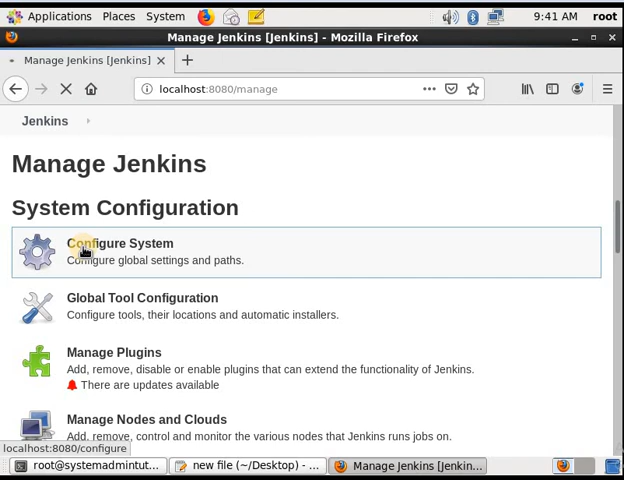 Applications Places System 9:41 AM root
Manage Jenkins [Jenkins] - Mozilla Firefox
Manage Jenkins [Jenkins]
localhost:8080/manage
Jenkins
Manage Jenkins
System Configuration
Configure System
Configure global settings and paths.
Global Tool Configuration
Configure tools, their locations and automatic installers.
Manage Plugins
Add, remove, disable or enable plugins that can extend the functionality of Jenkins.
There are updates available
Manage Nodes and Clouds
Add, remove, control and monitor the various nodes that Jenkins runs jobs on.
localhost:8080/configure
root@systemadmintut... new file (~/Desktop) - ... Manage Jenkins [Jenkin...